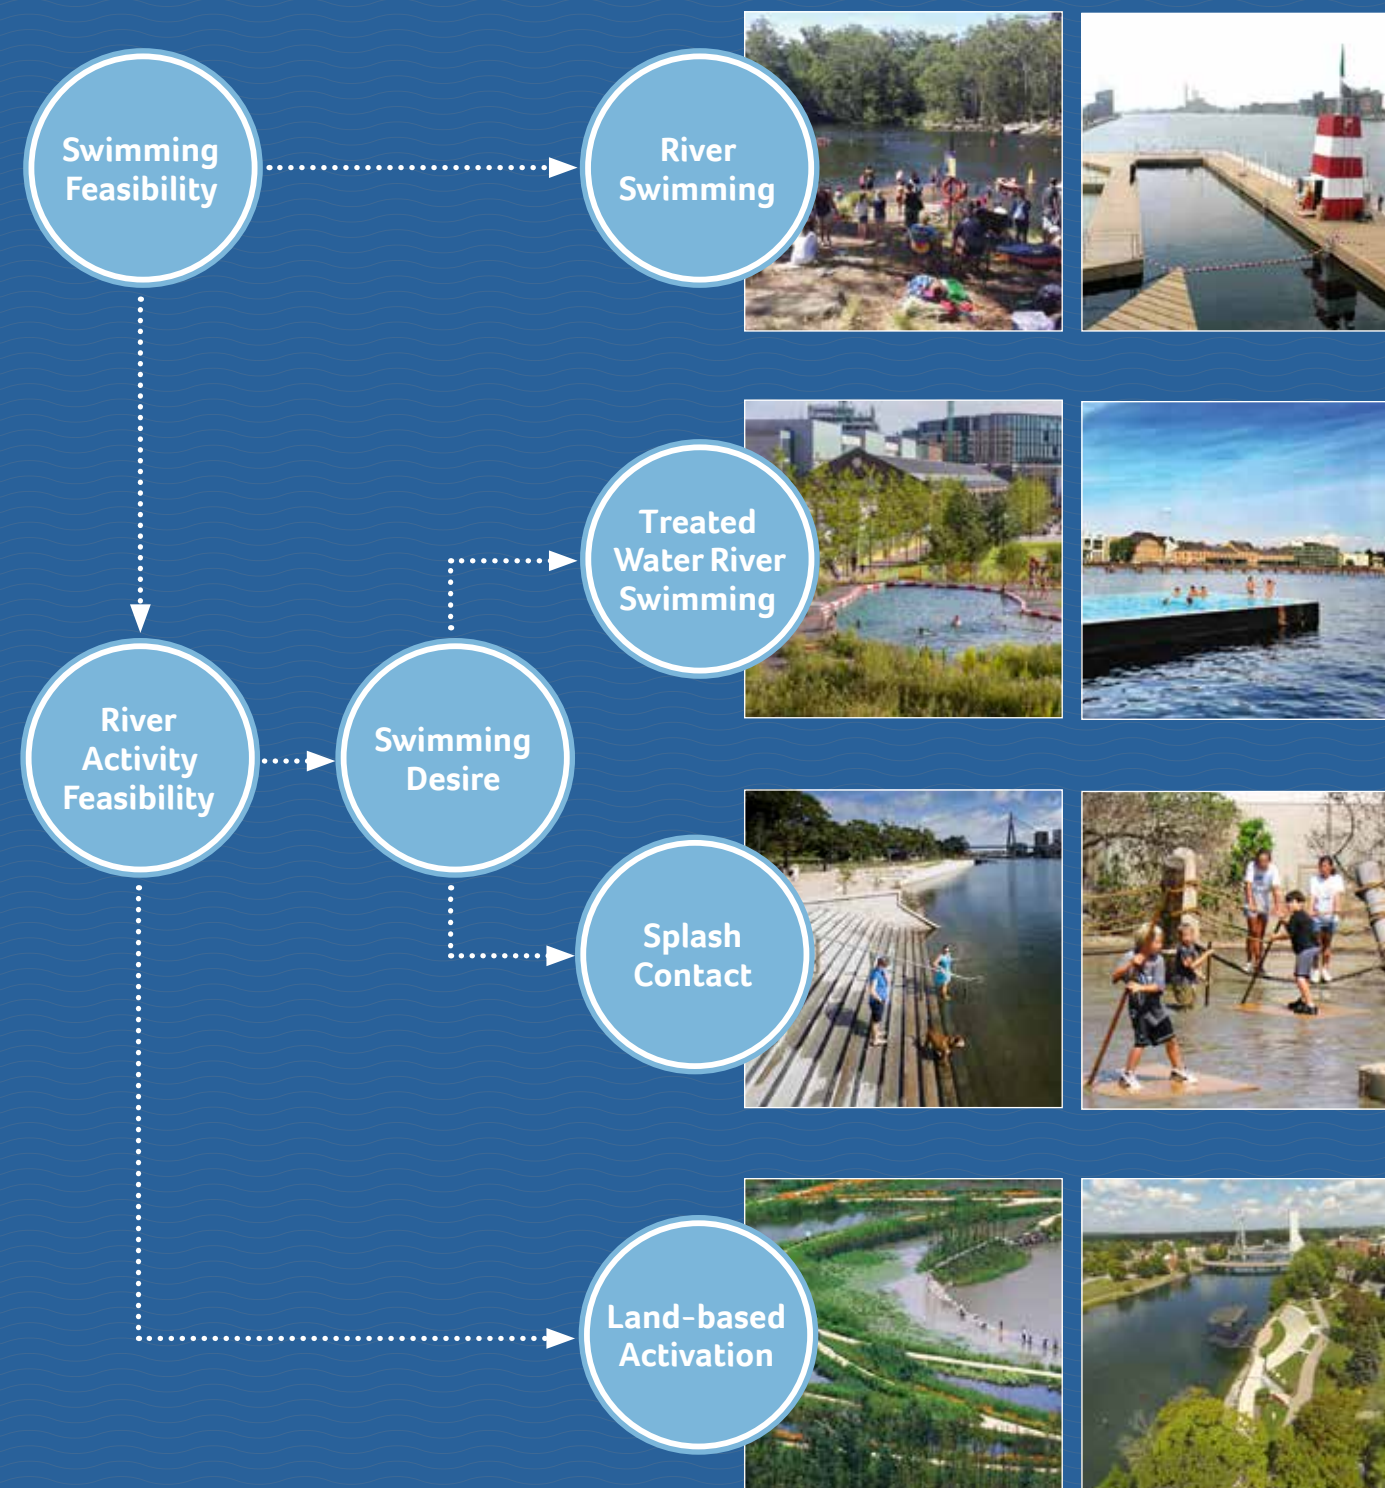 Swimming
Feasibility
River
Swimming
Treated
Water River
Swimming
River
Activity
Feasibility
Swimming
Desire
Splash
Contact
Land-based
Activation